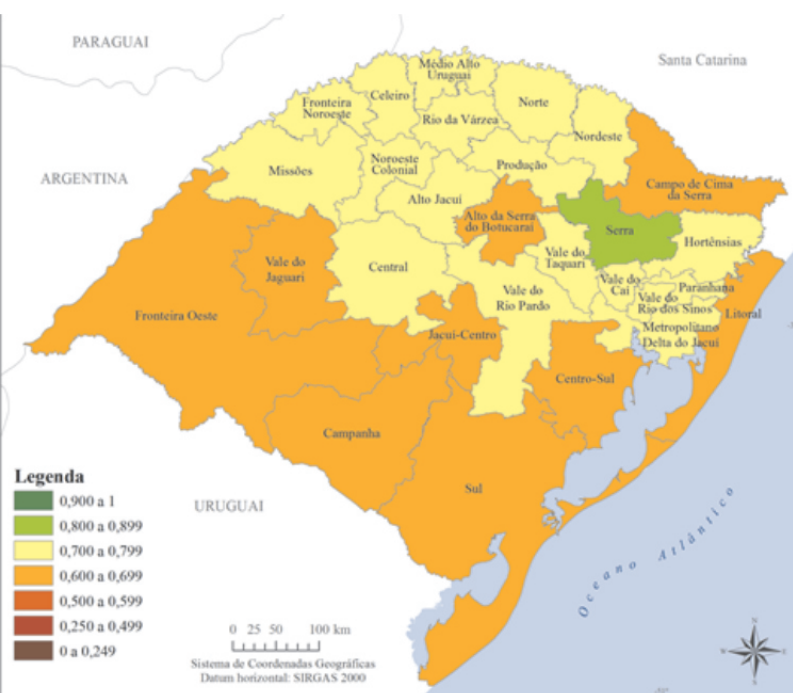 PARAGUAI
Santa Catarina
Médio Alto
Uruguai
Celeiro
Norte
Fronteira
Noroeste
Rio da Várzea
Nordeste
ARGENTINA
Missões
Noroeste
Colonial
Produção
Campo de Cima
da Serra
Alto Jacuí
Alto da Serra
do Botucaraí
Serra
Hortênsias
Vale do
Jaguari
Central
Vale do
Taquari
Vale do
Caí
Paranhana
Vale do
Rio Pardo
Vale do
Rio dos Sinos
Fronteira Oeste
Litoral
Jacuí-Centro
Metropolitano
Delta do Jacuí
Centro-Sul
Campanha
Sul
URUGUAI
Oceano Atlântico
Legenda
0,900 a 1
0,800 a 0,899
0,700 a 0,799
0,600 a 0,699
0,500 a 0,599
0,250 a 0,499
0 a 0,249
0 25 50 100 km
Sistema de Coordenadas Geográficas
Datum horizontal: SIRGAS 2000
N
W E
S